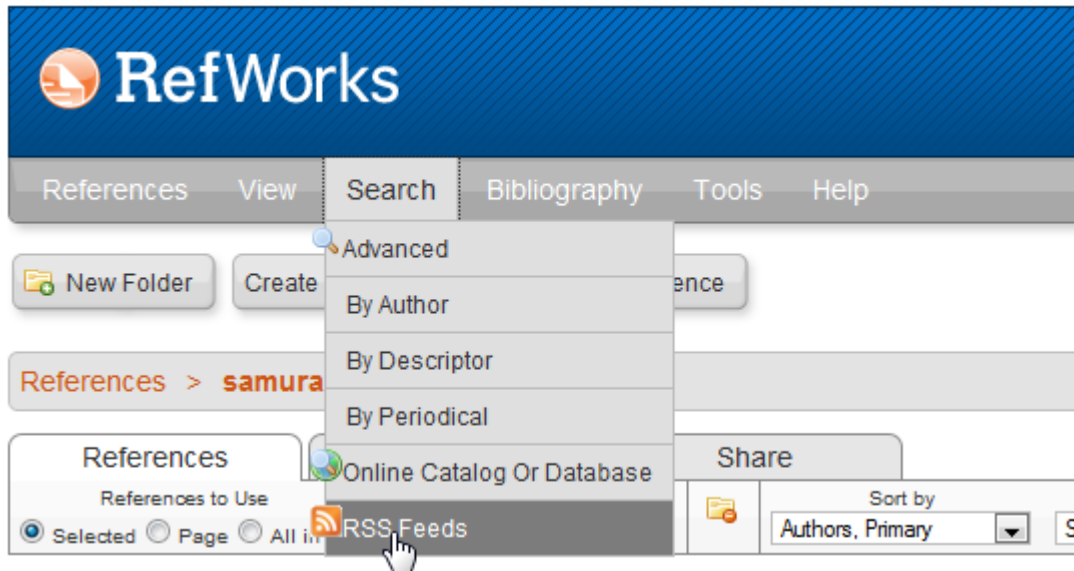 RefWorks
References View Search Bibliography Tools Help
Advanced
New Folder Create ence
By Author
By Descriptor
References > samura
By Periodical
References Share
Online Catalog Or Database
References to Use Sort by
RSS Feeds
Selected Page All in Authors, Primary S